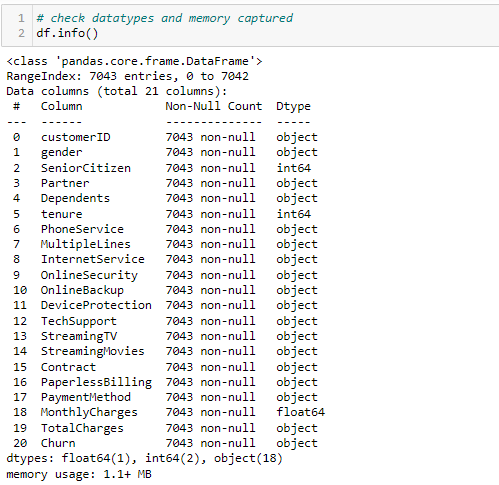 1 # check datatypes and memory captured
2 df.info()
<class 'pandas.core.frame.DataFrame'>
RangeIndex: 7043 entries, 0 to 7042
Data columns (total 21 columns):
 #   Column            Non-Null Count  Dtype
---  ------            --------------  -----
 0   customerID        7043 non-null   object
 1   gender            7043 non-null   object
 2   SeniorCitizen     7043 non-null   int64
 3   Partner           7043 non-null   object
 4   Dependents        7043 non-null   object
 5   tenure            7043 non-null   int64
 6   PhoneService      7043 non-null   object
 7   MultipleLines     7043 non-null   object
 8   InternetService   7043 non-null   object
 9   OnlineSecurity    7043 non-null   object
 10  OnlineBackup      7043 non-null   object
 11  DeviceProtection  7043 non-null   object
 12  TechSupport       7043 non-null   object
 13  StreamingTV       7043 non-null   object
 14  StreamingMovies   7043 non-null   object
 15  Contract          7043 non-null   object
 16  PaperlessBilling  7043 non-null   object
 17  PaymentMethod     7043 non-null   object
 18  MonthlyCharges    7043 non-null   float64
 19  TotalCharges      7043 non-null   object
 20  Churn             7043 non-null   object
dtypes: float64(1), int64(2), object(18)
memory usage: 1.1+ MB